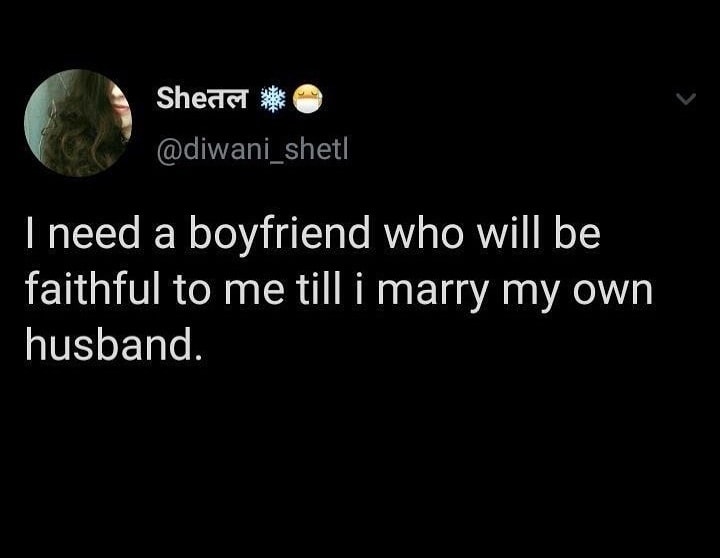 Sheतल ❄😷
@diwani_shetl
I need a boyfriend who will be
faithful to me till i marry my own
husband.